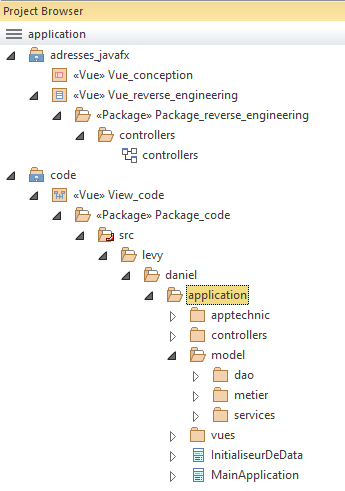 Project Browser
application
adresses_javafx
«Vue» Vue_conception
«Vue» Vue_reverse_engineering
«Package» Package_reverse_engineering
controllers
controllers
code
«Vue» View_code
«Package» Package_code
src
levy
daniel
application
apptechnic
controllers
model
dao
metier
services
vues
InitialiseurDeData
MainApplication